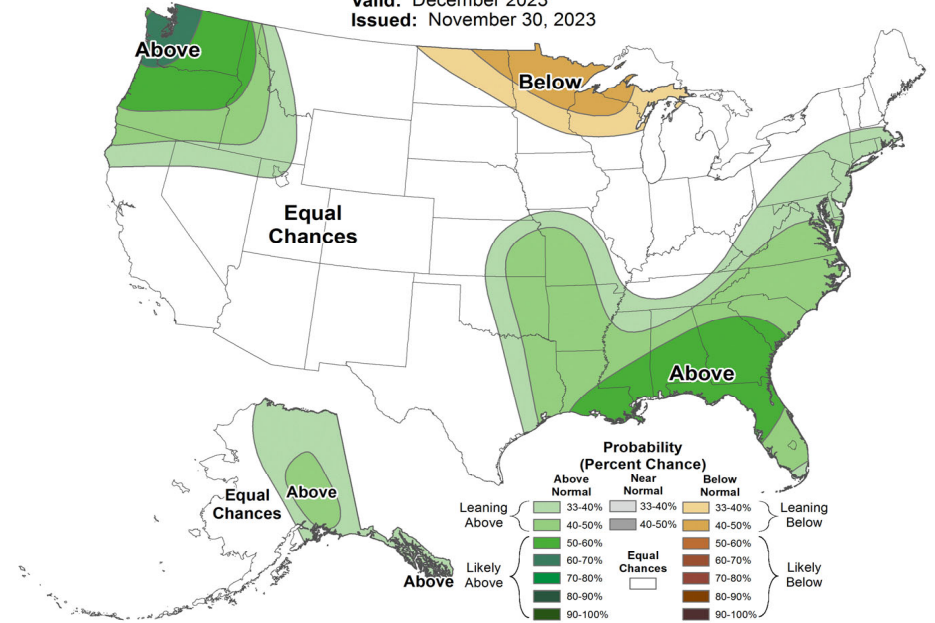 Valid: December 2023
Issued: November 30, 2023
Above
Below
Equal
Chances
Above
Equal
Chances
Above
Above
Probability
(Percent Chance)
Above
Normal
Near
Normal
Below
Normal
Leaning
Above
33-40%
33-40%
33-40%
Leaning
Below
40-50%
40-50%
40-50%
Likely
Above
50-60%
60-70%
70-80%
80-90%
90-100%
Equal
Chances
50-60%
60-70%
70-80%
80-90%
90-100%
Likely
Below